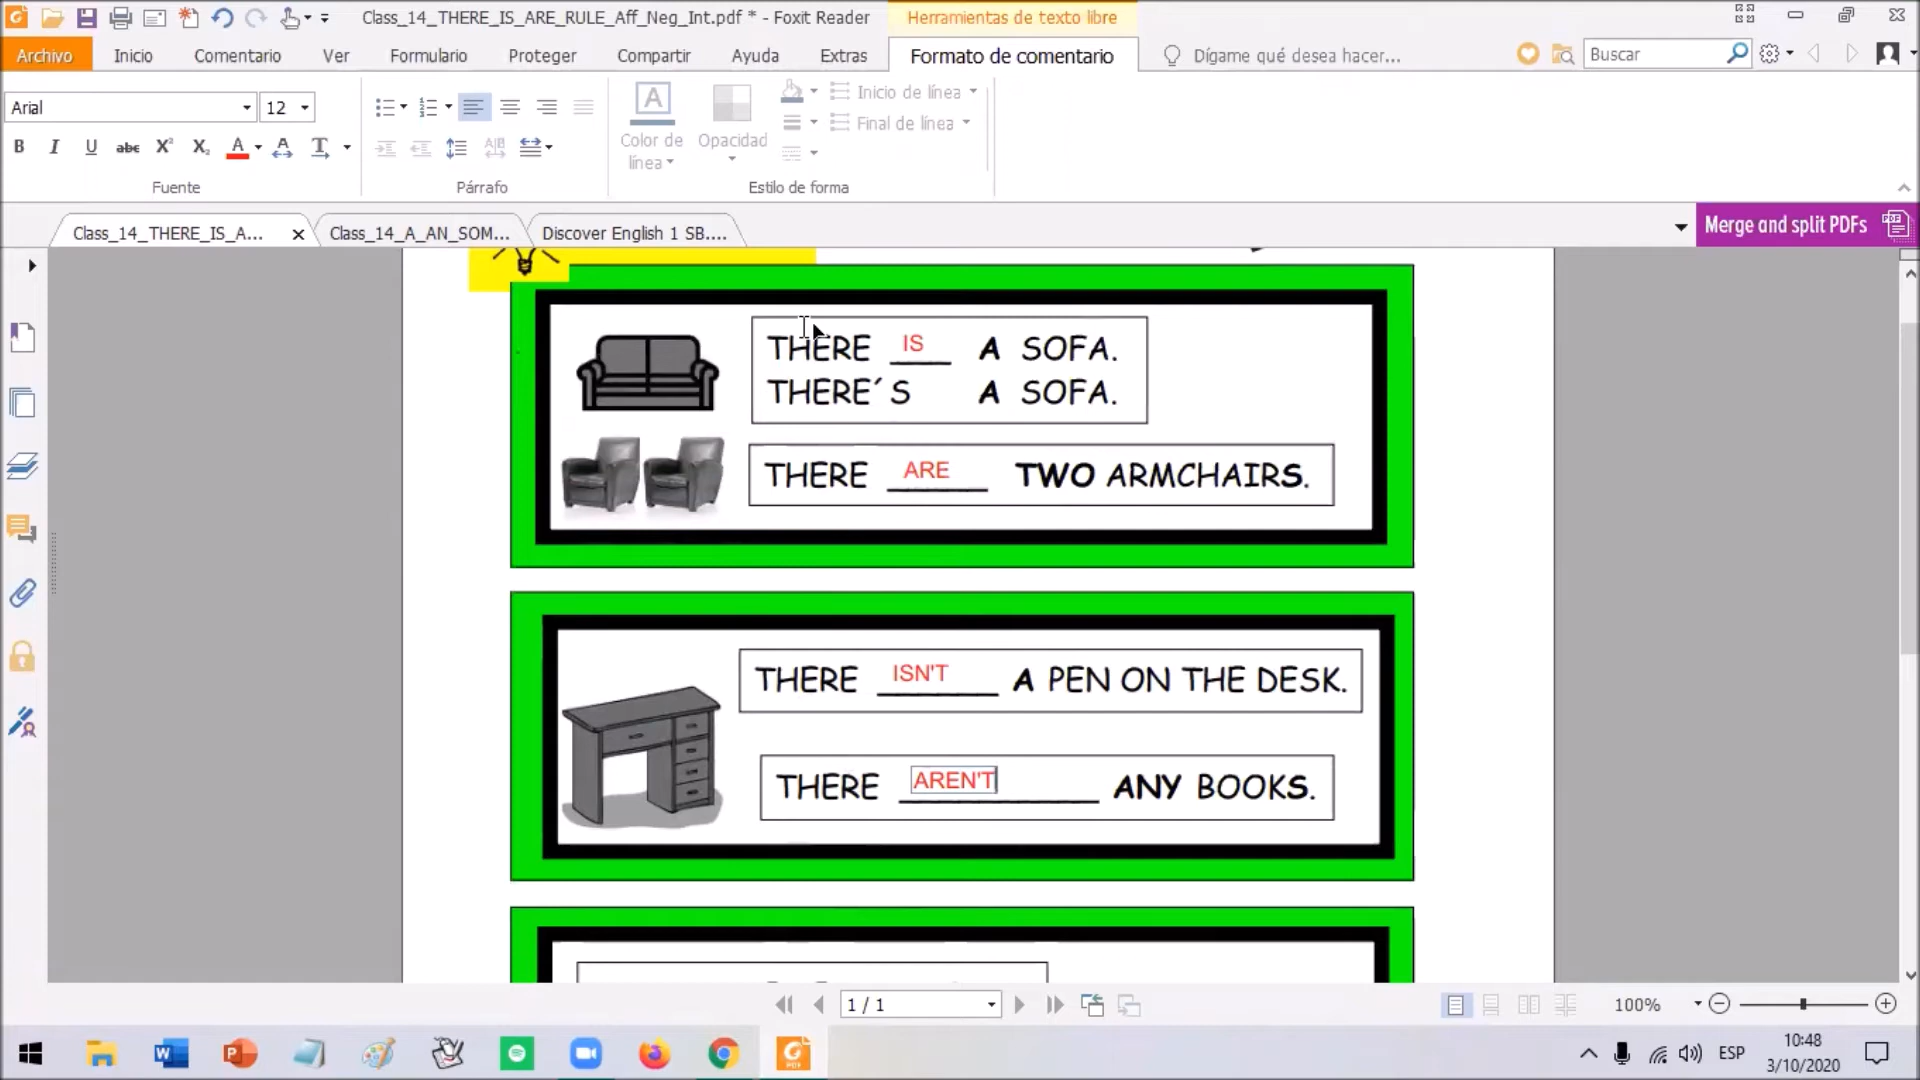 Class_14_THERE_IS_ARE_RULE_Aff_Neg_Int.pdf * - Foxit Reader
Herramientas de texto libre
Archivo Inicio Comentario Ver Formulario Proteger Compartir Ayuda Extras Formato de comentario Dígame qué desea hacer... Buscar
Arial 12
Inicio de línea
Final de línea
Color de línea
Opacidad
Fuente Párrafo Estilo de forma
Class_14_THERE_IS_A... Class_14_A_AN_SOM... Discover English 1 SB....
Merge and split PDFs
THERE IS A SOFA.
THERE´S A SOFA.
THERE ARE TWO ARMCHAIRS.
THERE ISN'T A PEN ON THE DESK.
THERE AREN'T ANY BOOKS.
1 / 1
100%
ESP
10:48
3/10/2020